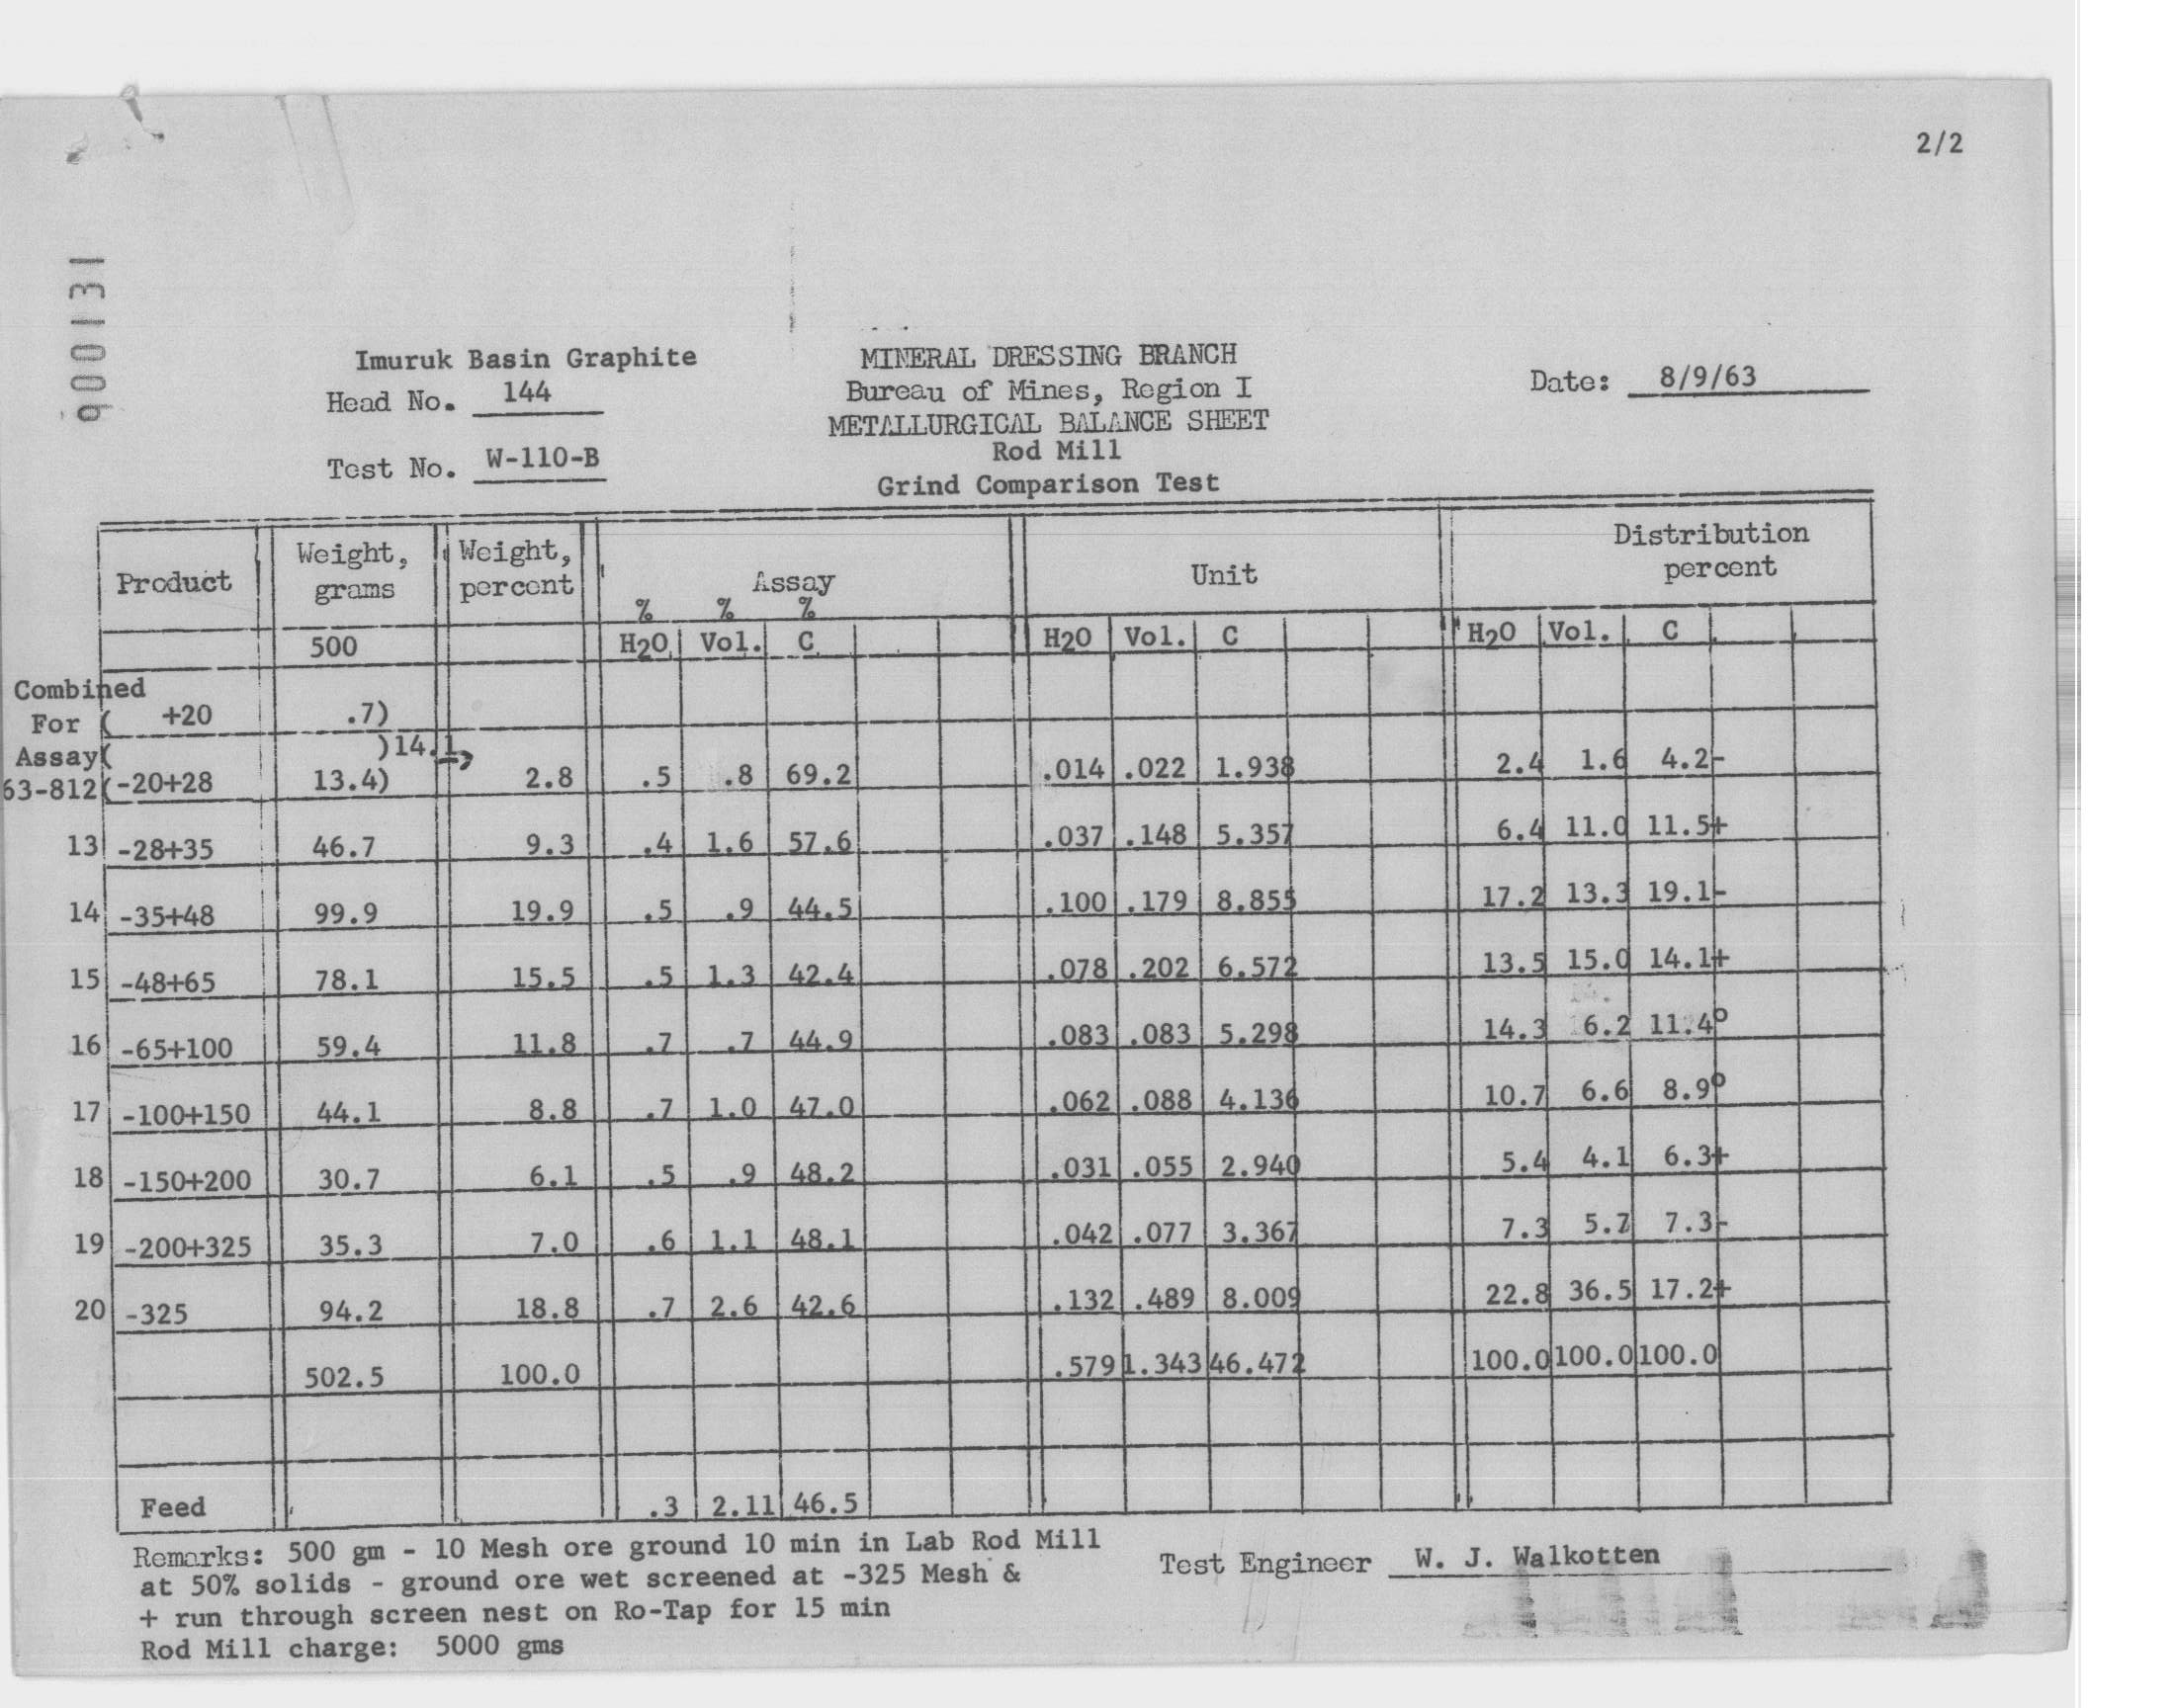 2/2
900131
Imuruk Basin Graphite
Head No. 144
Test No. W-110-B
MINERAL DRESSING BRANCH
Bureau of Mines, Region I
METALLURGICAL BALANCE SHEET
Rod Mill
Grind Comparison Test
Date: 8/9/63
Product Weight, grams Weight, percent Assay Unit Distribution percent
% % %
500 H2O Vol. C H2O Vol. C H2O Vol. C
Combined
For ( +20 .7)
Assay( )14.1
63-812 (-20+28 13.4) 2.8 .5 .8 69.2 .014 .022 1.938 2.4 1.6 4.2-
13 -28+35 46.7 9.3 .4 1.6 57.6 .037 .148 5.357 6.4 11.0 11.5+
14 -35+48 99.9 19.9 .5 .9 44.5 .100 .179 8.855 17.2 13.3 19.1-
15 -48+65 78.1 15.5 .5 1.3 42.4 .078 .202 6.572 13.5 15.0 14.1+
16 -65+100 59.4 11.8 .7 .7 44.9 .083 .083 5.298 14.3 6.2 11.4º
17 -100+150 44.1 8.8 .7 1.0 47.0 .062 .088 4.136 10.7 6.6 8.9º
18 -150+200 30.7 6.1 .5 .9 48.2 .031 .055 2.940 5.4 4.1 6.3+
19 -200+325 35.3 7.0 .6 1.1 48.1 .042 .077 3.367 7.3 5.7 7.3-
20 -325 94.2 18.8 .7 2.6 42.6 .132 .489 8.009 22.8 36.5 17.2+
502.5 100.0 .579 1.343 46.472 100.0 100.0 100.0
Feed .3 2.11 46.5
Remarks: 500 gm - 10 Mesh ore ground 10 min in Lab Rod Mill
at 50% solids - ground ore wet screened at -325 Mesh &
+ run through screen nest on Ro-Tap for 15 min
Rod Mill charge: 5000 gms
Test Engineer W. J. Walkotten